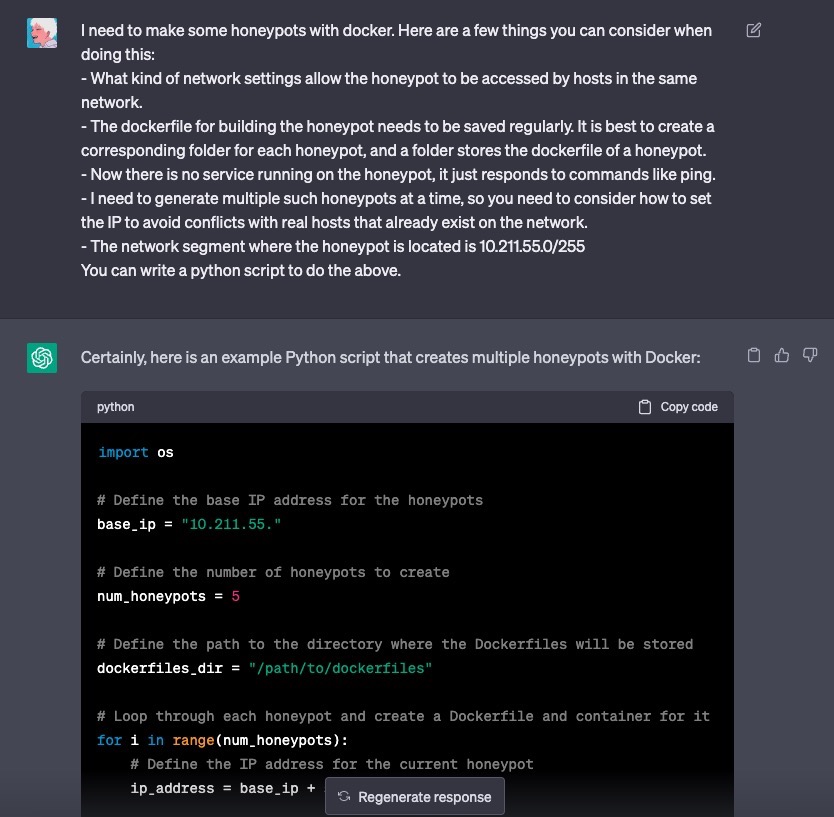 I need to make some honeypots with docker. Here are a few things you can consider when
doing this:
- What kind of network settings allow the honeypot to be accessed by hosts in the same
network.
- The dockerfile for building the honeypot needs to be saved regularly. It is best to create a
corresponding folder for each honeypot, and a folder stores the dockerfile of a honeypot.
- Now there is no service running on the honeypot, it just responds to commands like ping.
- I need to generate multiple such honeypots at a time, so you need to consider how to set
the IP to avoid conflicts with real hosts that already exist on the network.
- The network segment where the honeypot is located is 10.211.55.0/255
You can write a python script to do the above.
Certainly, here is an example Python script that creates multiple honeypots with Docker:
python Copy code
import os
# Define the base IP address for the honeypots
base_ip = "10.211.55."
# Define the number of honeypots to create
num_honeypots = 5
# Define the path to the directory where the Dockerfiles will be stored
dockerfiles_dir = "/path/to/dockerfiles"
# Loop through each honeypot and create a Dockerfile and container for it
for i in range(num_honeypots):
# Define the IP address for the current honeypot
ip_address = base_ip +
Regenerate response